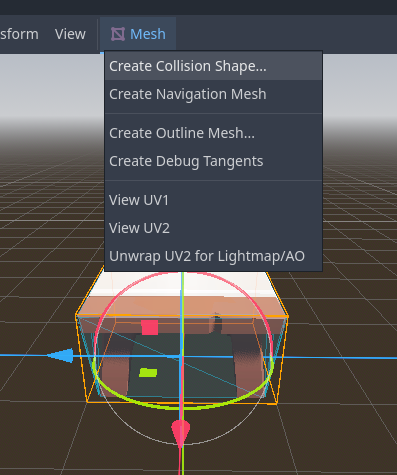 sform View Mesh
Create Collision Shape...
Create Navigation Mesh
Create Outline Mesh...
Create Debug Tangents
View UV1
View UV2
Unwrap UV2 for Lightmap/AO